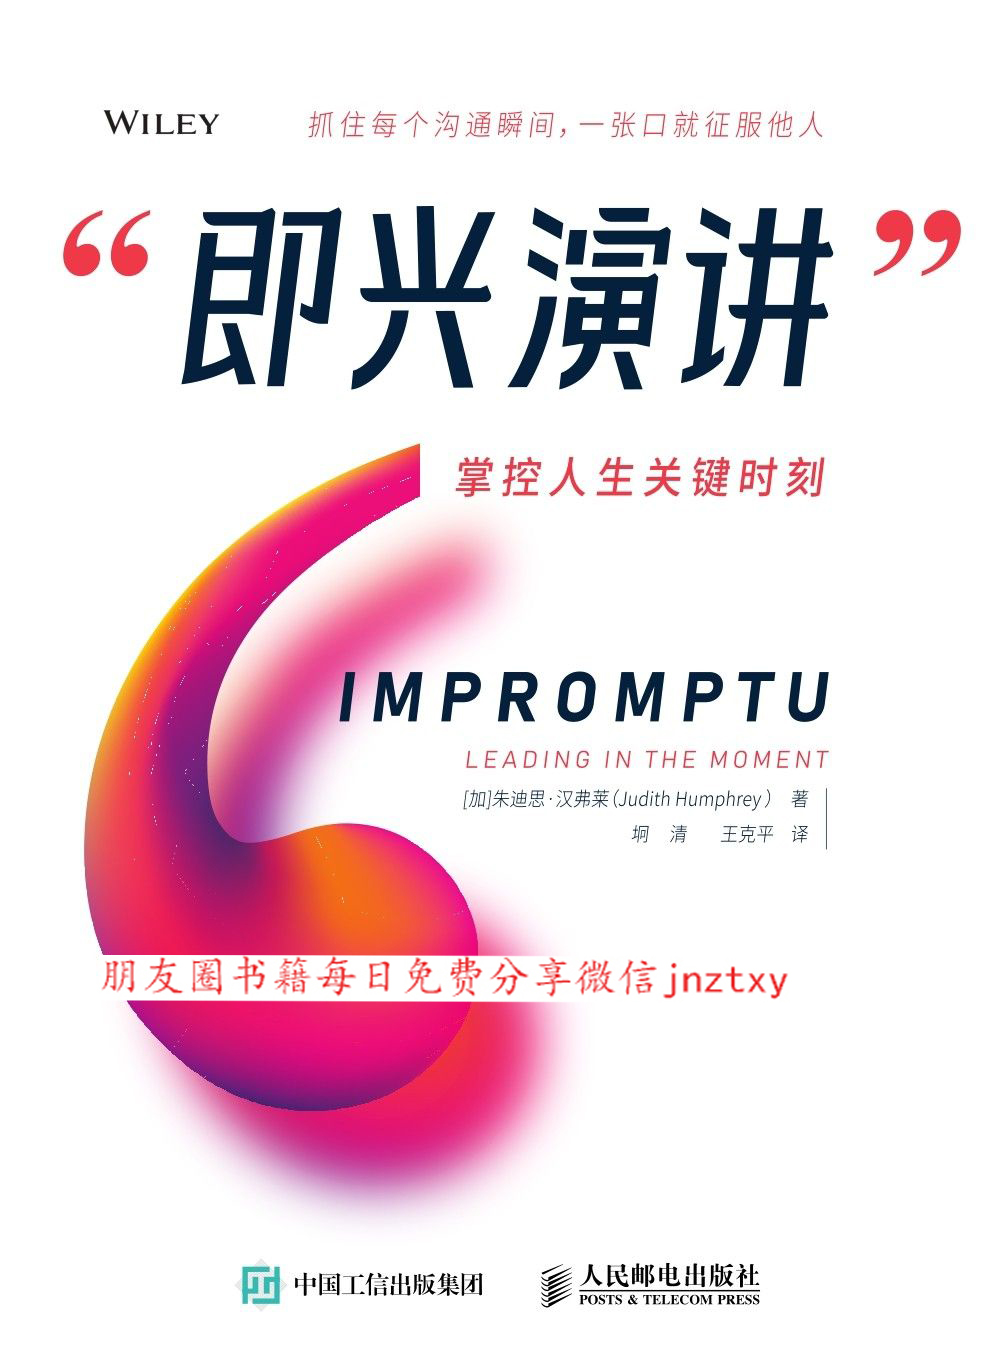 WILEY
抓住每个沟通瞬间，一张口就征服他人
“即兴演讲”
掌控人生关键时刻
IMPROMPTU
LEADING IN THE MOMENT
[加]朱迪思·汉弗莱（Judith Humphrey） 著
坰 清 王克平 译
朋友圈书籍每日免费分享微信jnztxy
中国工信出版集团
人民邮电出版社
POSTS & TELECOM PRESS